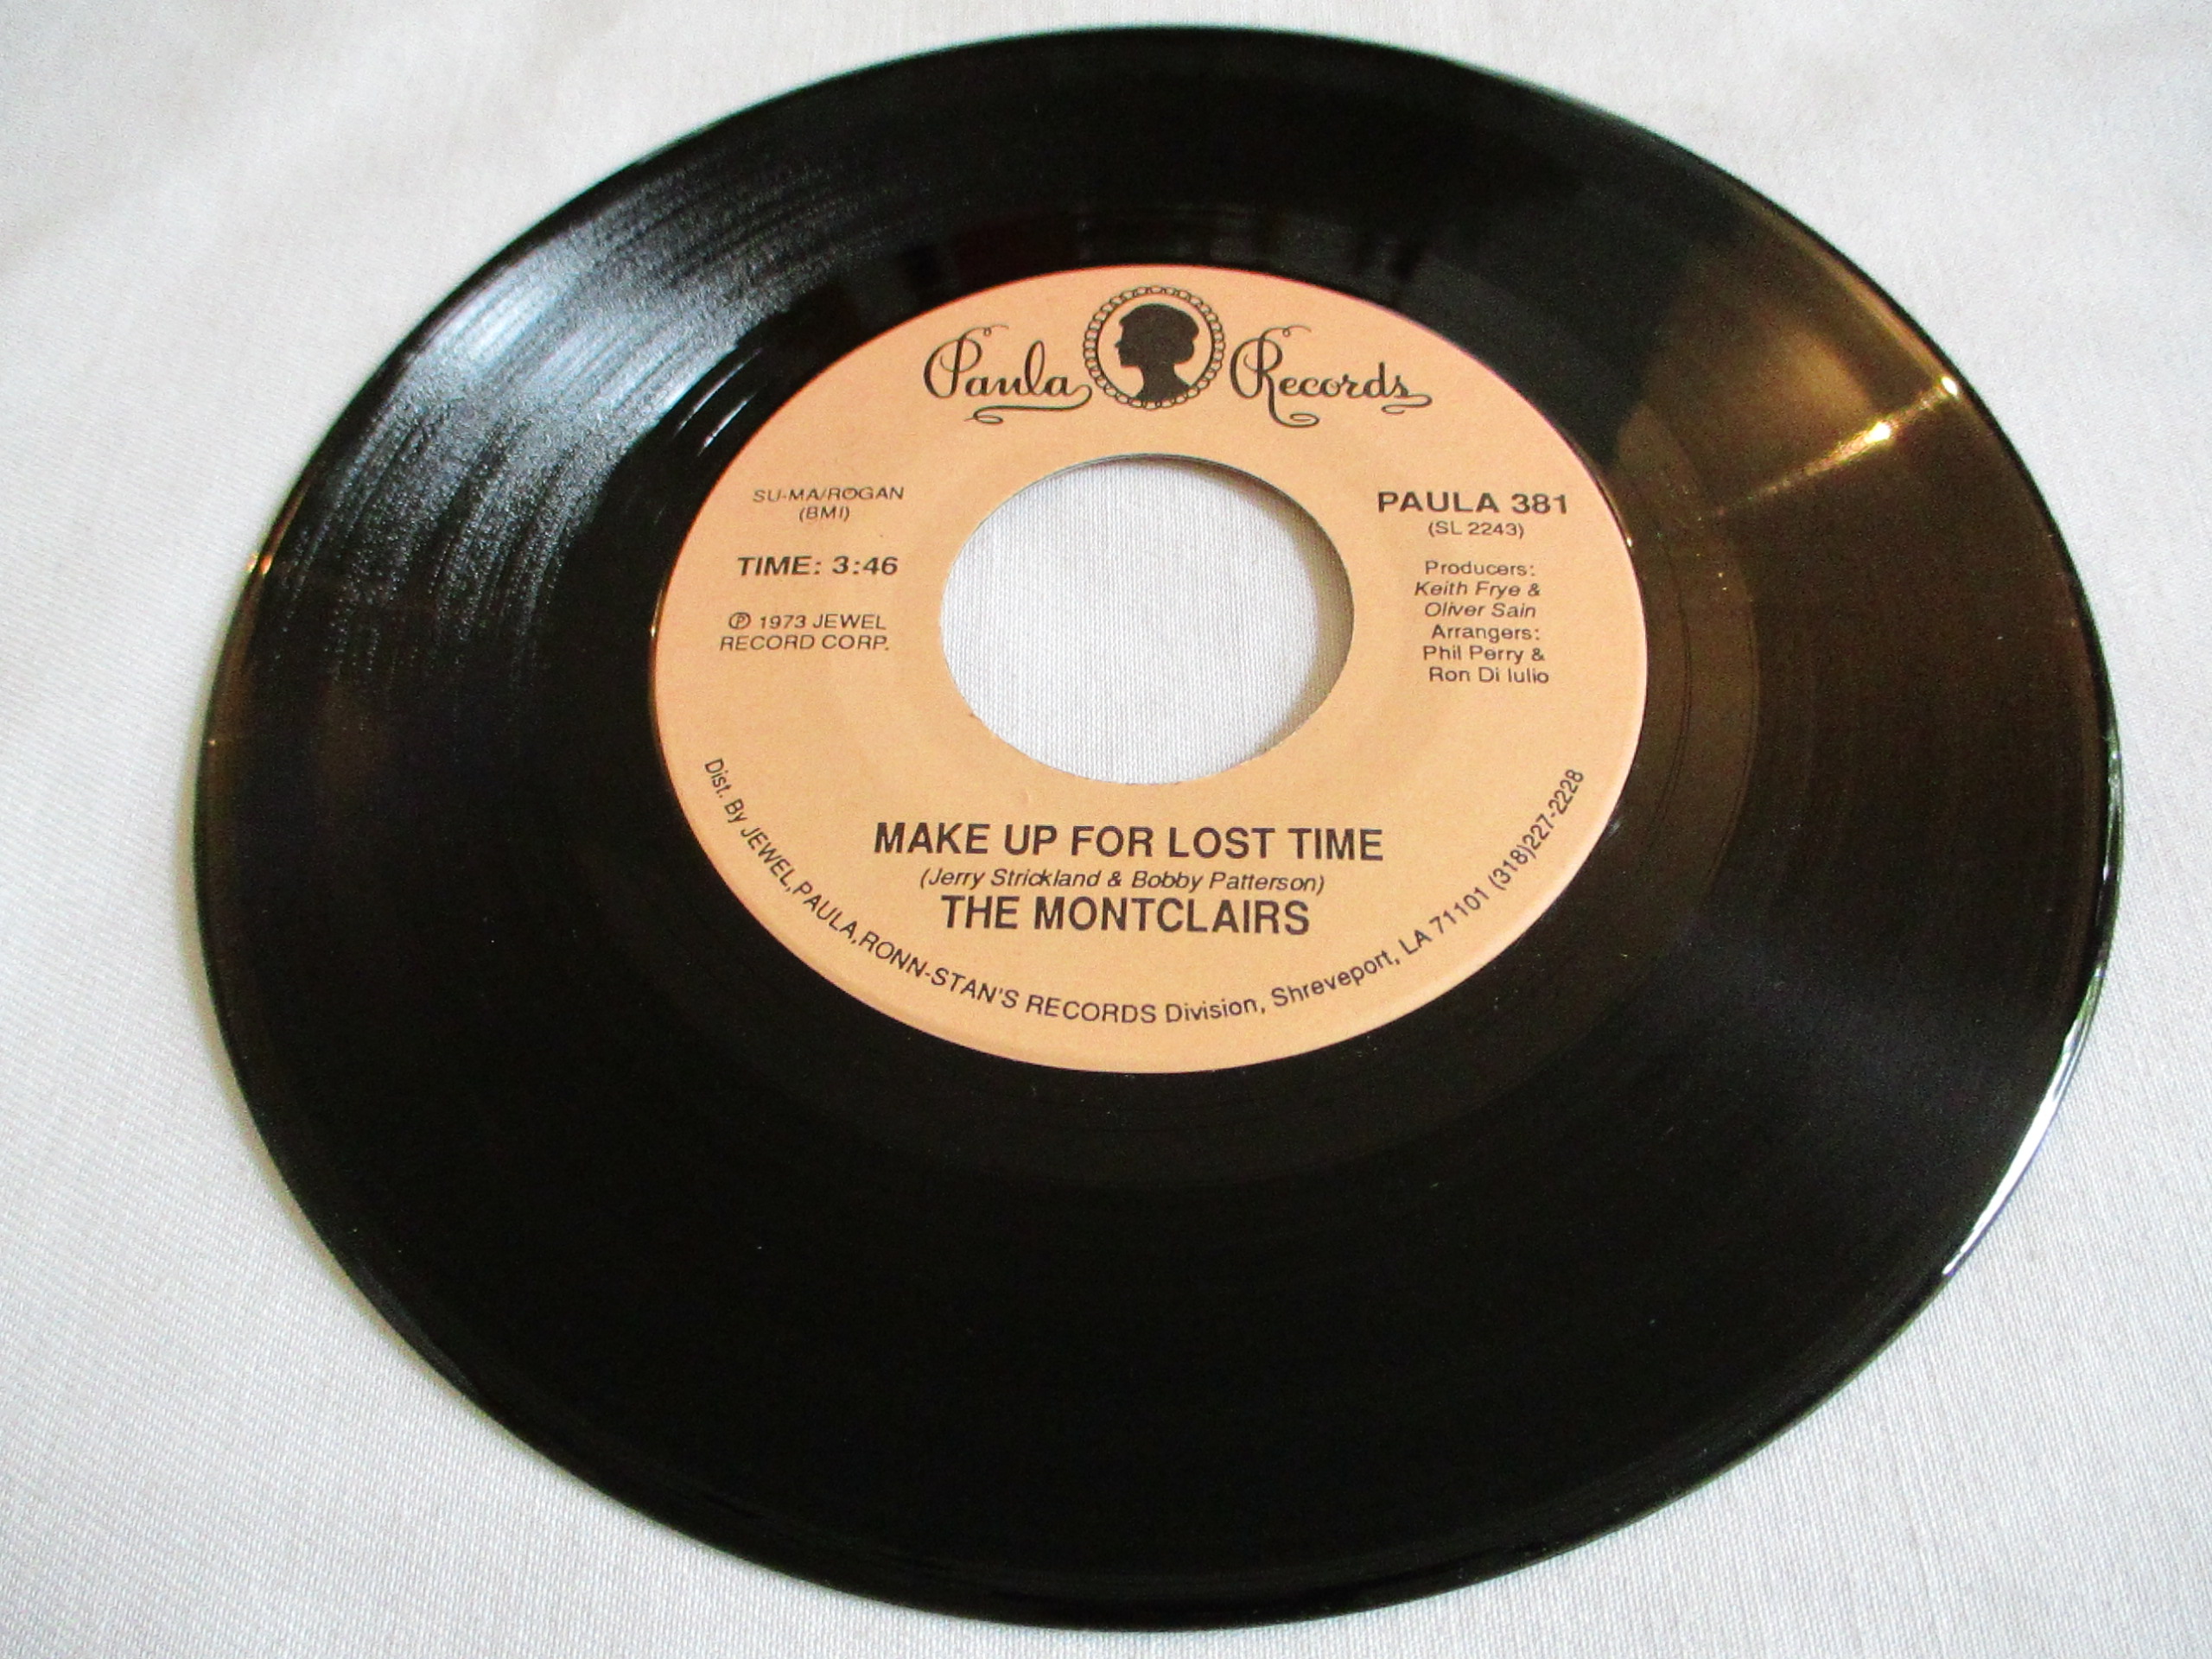 Paula Records
SU-MA/ROGAN
(BMI)
TIME: 3:46
℗ 1973 JEWEL
RECORD CORP.
PAULA 381
(SL 2243)
Producers:
Keith Frye &
Oliver Sain
Arrangers:
Phil Perry &
Ron Di Iulio
MAKE UP FOR LOST TIME
(Jerry Strickland & Bobby Patterson)
THE MONTCLAIRS
Dist. By JEWEL,PAULA,RONN-STAN'S RECORDS Division, Shreveport, LA 71101 (318)227-2228